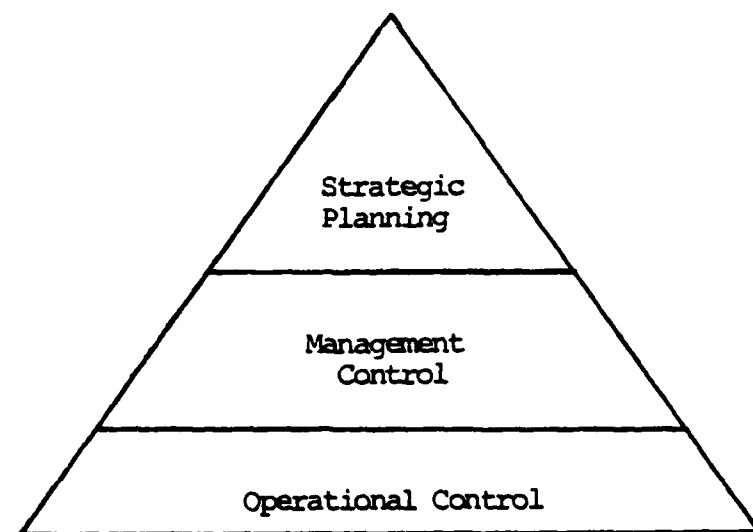 Strategic
Planning
Management
Control
Operational Control